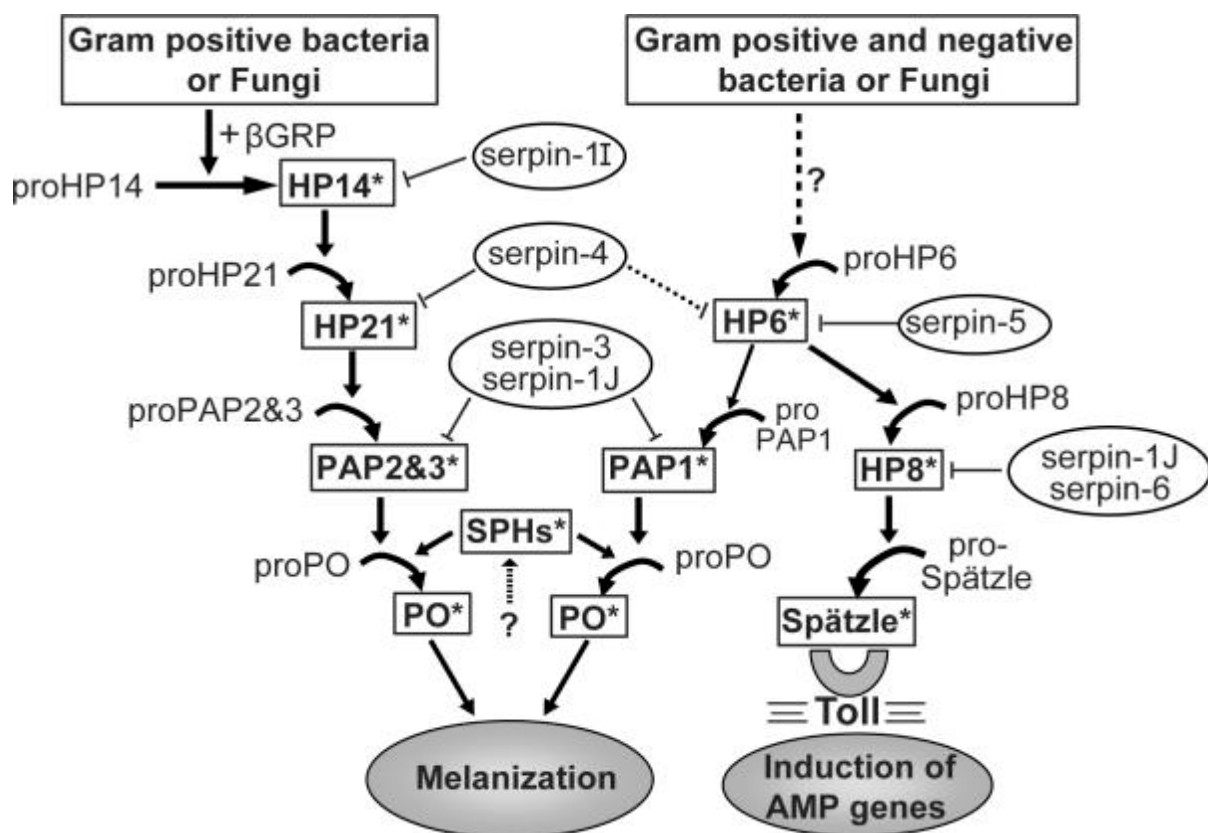 Gram positive bacteria
or Fungi
Gram positive and negative
bacteria or Fungi
+ βGRP
serpin-1I
proHP14
HP14*
?
serpin-4
proHP21
proHP6
HP21*
HP6*
serpin-5
serpin-3
serpin-1J
proPAP2&3
pro
PAP1
proHP8
PAP2&3*
PAP1*
HP8*
serpin-1J
serpin-6
SPHs*
proPO
proPO
pro-
Spätzle
PO*
?
PO*
Spätzle*
Toll
Melanization
Induction of
AMP genes